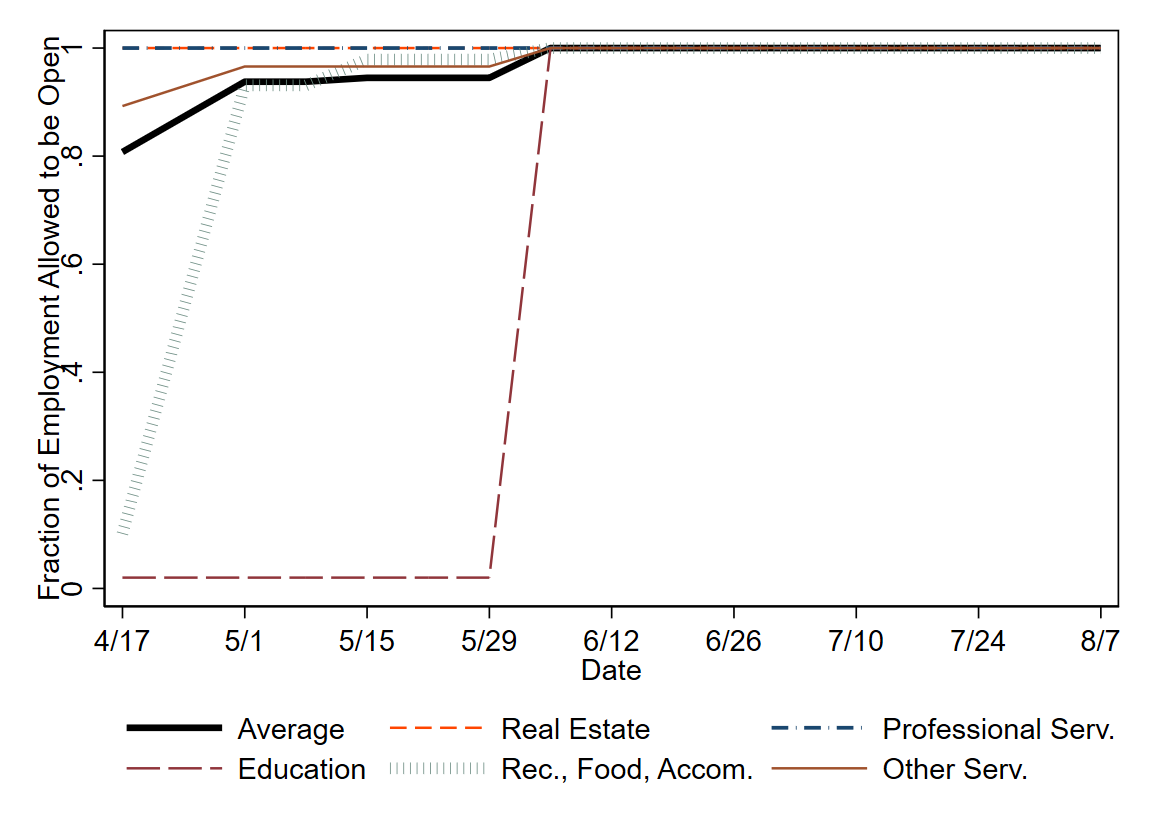 Fraction of Employment Allowed to be Open
1
.8
.6
.4
.2
0
4/17 5/1 5/15 5/29 6/12 6/26 7/10 7/24 8/7
Date
Average Real Estate Professional Serv.
Education Rec., Food, Accom. Other Serv.